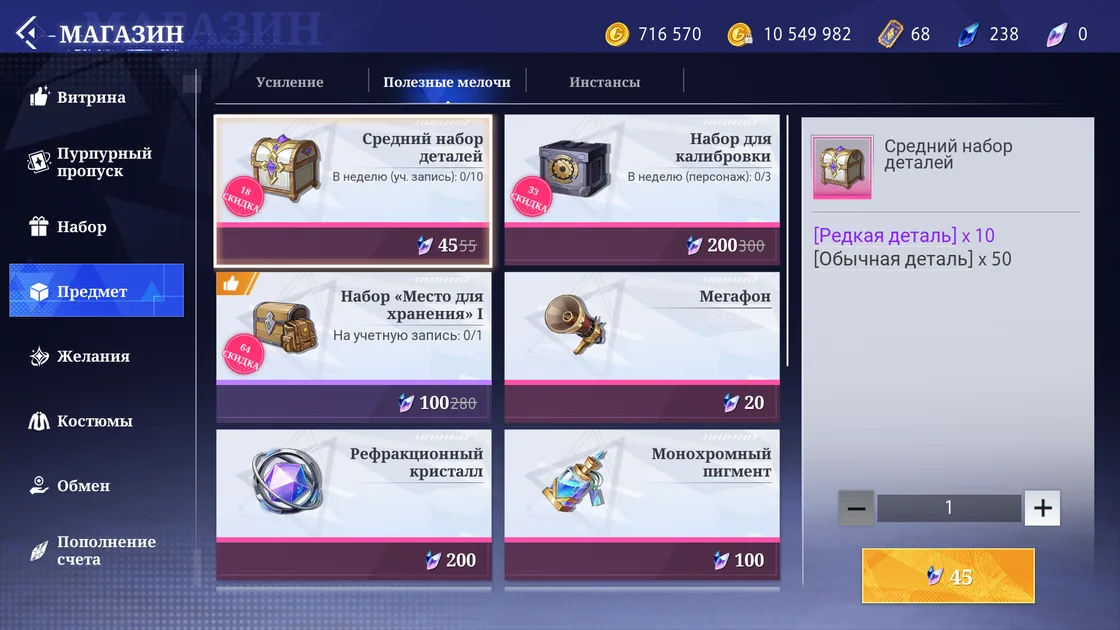 МАГАЗИН
716 570
10 549 982
68
238
0
Витрина
Пурпурный
пропуск
Набор
Предмет
Желания
Костюмы
Обмен
Пополнение
счета
Усиление
Полезные мелочи
Инстансы
Средний набор
деталей
В неделю (уч. запись): 0/10
18
СКИДКА
45 55
Набор для
калибровки
В неделю (персонаж): 0/3
33
СКИДКА
200 300
Набор «Место для
хранения» I
На учетную запись: 0/1
64
СКИДКА
100 280
Мегафон
20
Рефракционный
кристалл
200
Монохромный
пигмент
100
Средний набор
деталей
[Редкая деталь] x 10
[Обычная деталь] x 50
1
45